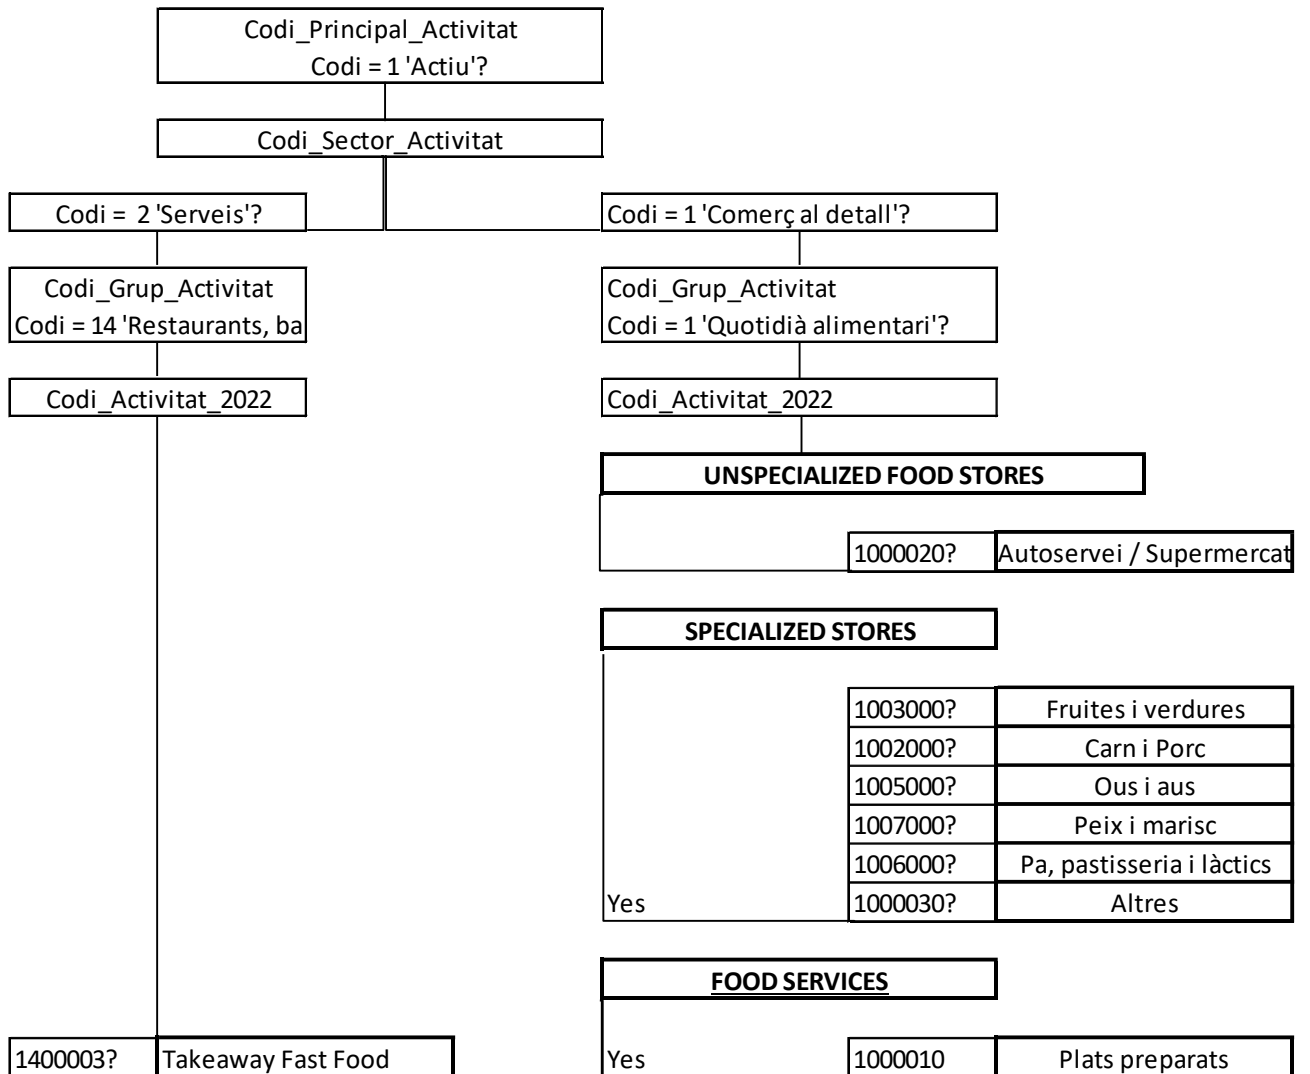 Codi_Principal_Activitat
Codi = 1 'Actiu'?
Codi_Sector_Activitat
Codi = 2 'Serveis'?
Codi = 1 'Comerç al detall'?
Codi_Grup_Activitat
Codi = 14 'Restaurants, ba
Codi_Grup_Activitat
Codi = 1 'Quotidià alimentari'?
Codi_Activitat_2022
Codi_Activitat_2022
UNSPECIALIZED FOOD STORES
1000020? Autoservei / Supermercat
SPECIALIZED STORES
1003000? Fruites i verdures
1002000? Carn i Porc
1005000? Ous i aus
1007000? Peix i marisc
1006000? Pa, pastisseria i làctics
Yes 1000030? Altres
FOOD SERVICES
1400003? Takeaway Fast Food
Yes 1000010 Plats preparats